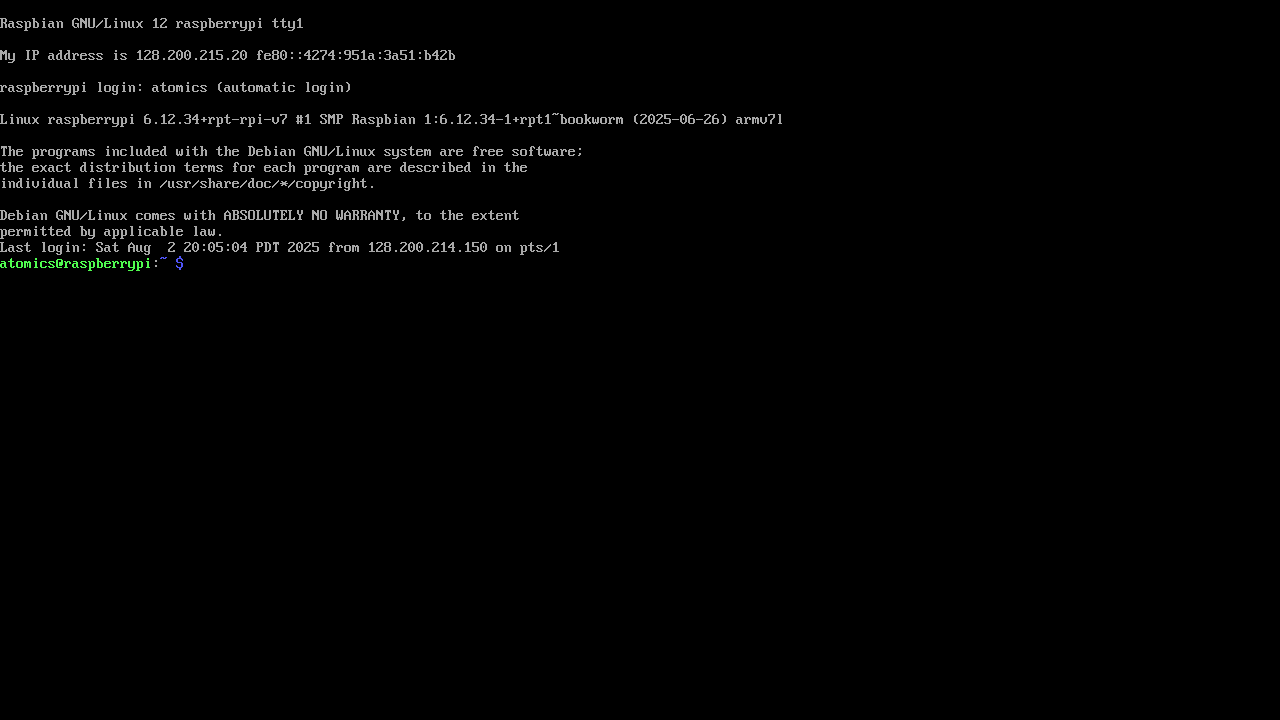 Raspbian GNU/Linux 12 raspberrypi tty1
My IP address is 128.200.215.20 fe80::4274:951a:3a51:b42b
raspberrypi login: atomics (automatic login)
Linux raspberrypi 6.12.34+rpt-rpi-v7 #1 SMP Raspbian 1:6.12.34-1+rpt1~bookworm (2025-06-26) armv7l
The programs included with the Debian GNU/Linux system are free software;
the exact distribution terms for each program are described in the
individual files in /usr/share/doc/*/copyright.
Debian GNU/Linux comes with ABSOLUTELY NO WARRANTY, to the extent
permitted by applicable law.
Last login: Sat Aug  2 20:05:04 PDT 2025 from 128.200.214.150 on pts/1
atomics@raspberrypi:~ $